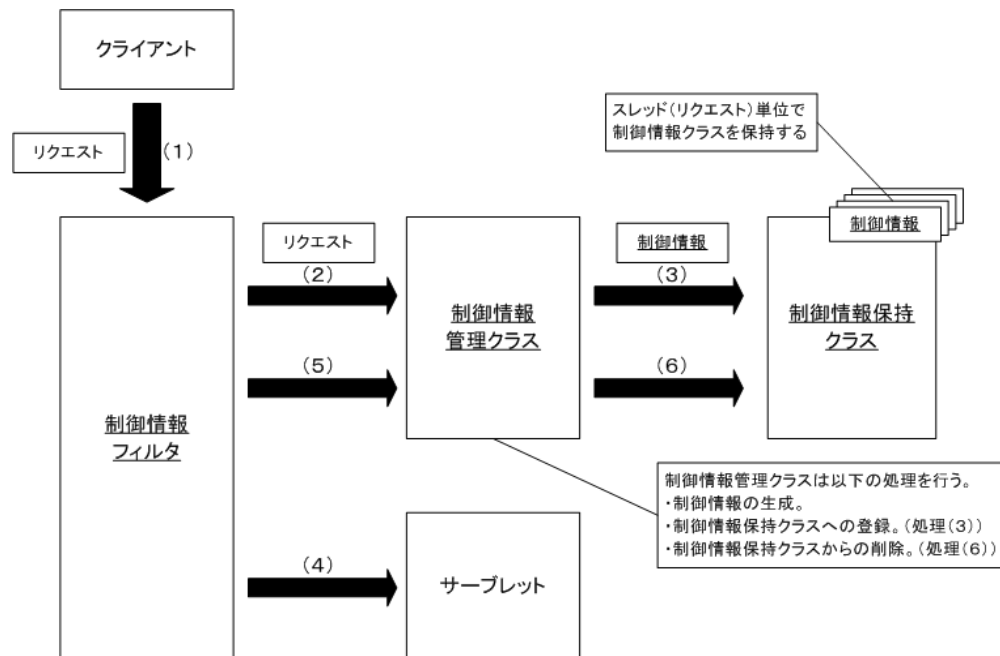 クライアント
リクエスト
(1)
スレッド(リクエスト)単位で
制御情報クラスを保持する
リクエスト
(2)
制御情報
(3)
制御情報
制御情報
管理クラス
制御情報保持
クラス
(5)
(6)
制御情報
フィルタ
制御情報管理クラスは以下の処理を行う。
・制御情報の生成。
・制御情報保持クラスへの登録。(処理(3))
・制御情報保持クラスからの削除。(処理(6))
(4)
サーブレット